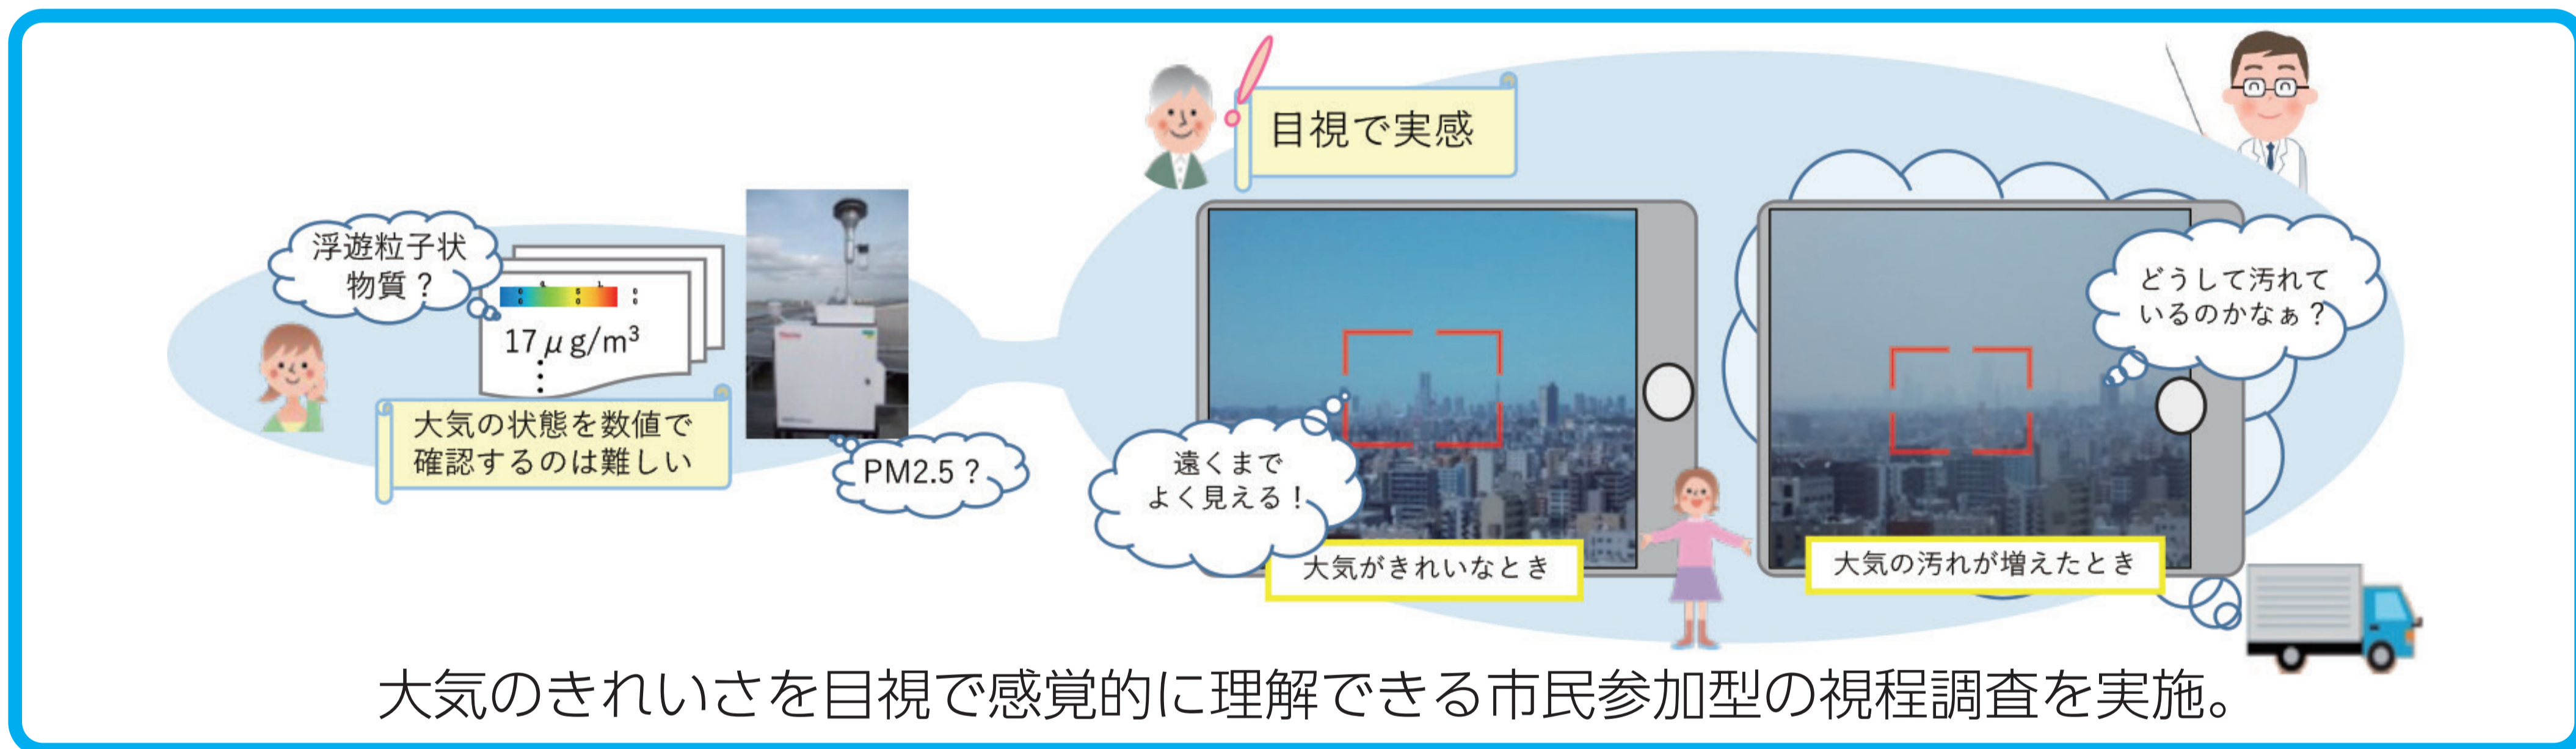 浮遊粒子状
物質？
17μg/m³
大気の状態を数値で
確認するのは難しい
PM2.5？
目視で実感
遠くまで
よく見える！
大気がきれいなとき
どうして汚れて
いるのかなぁ？
大気の汚れが増えたとき
大気のきれいさを目視で感覚的に理解できる市民参加型の視程調査を実施。